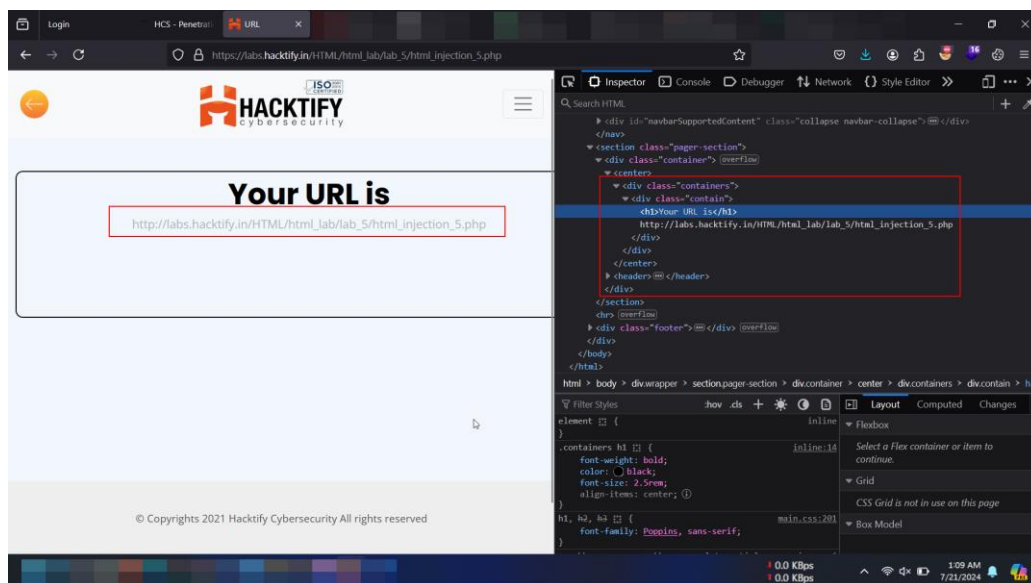 Login
HCS - Penetrati
URL
https://labs.hacktify.in/HTML/html_lab/lab_5/html_injection_5.php
16
ISO
CERTIFIED
HACKTIFY
cybersecurity
Your URL is
http://labs.hacktify.in/HTML/html_lab/lab_5/html_injection_5.php
© Copyrights 2021 Hacktify Cybersecurity All rights reserved
Inspector Console Debugger Network {} Style Editor
Search HTML
<div id="navbarSupportedContent" class="collapse navbar-collapse"></div>
</nav>
<section class="pager-section">
<div class="container"> overflow
<center>
<div class="containers">
<div class="contain">
<h1>Your URL is</h1>
http://labs.hacktify.in/HTML/html_lab/lab_5/html_injection_5.php
</div>
</div>
</center>
<header></header>
</div>
</section>
<hr> overflow
<div class="footer"></div> overflow
</div>
</body>
</html>
html > body > div.wrapper > section.pager-section > div.container > center > div.containers > div.contain > h
Filter Styles :hov .cls +
element { inline
}
.containers h1 { inline:14
font-weight: bold;
color: black;
font-size: 2.5rem;
align-items: center;
}
h1, h2, h3 { main.css:201
font-family: Poppins, sans-serif;
}
Layout Computed Changes
Flexbox
Select a Flex container or item to
continue.
Grid
CSS Grid is not in use on this page
Box Model
0.0 KBps
0.0 KBps
1:09 AM
7/21/2024